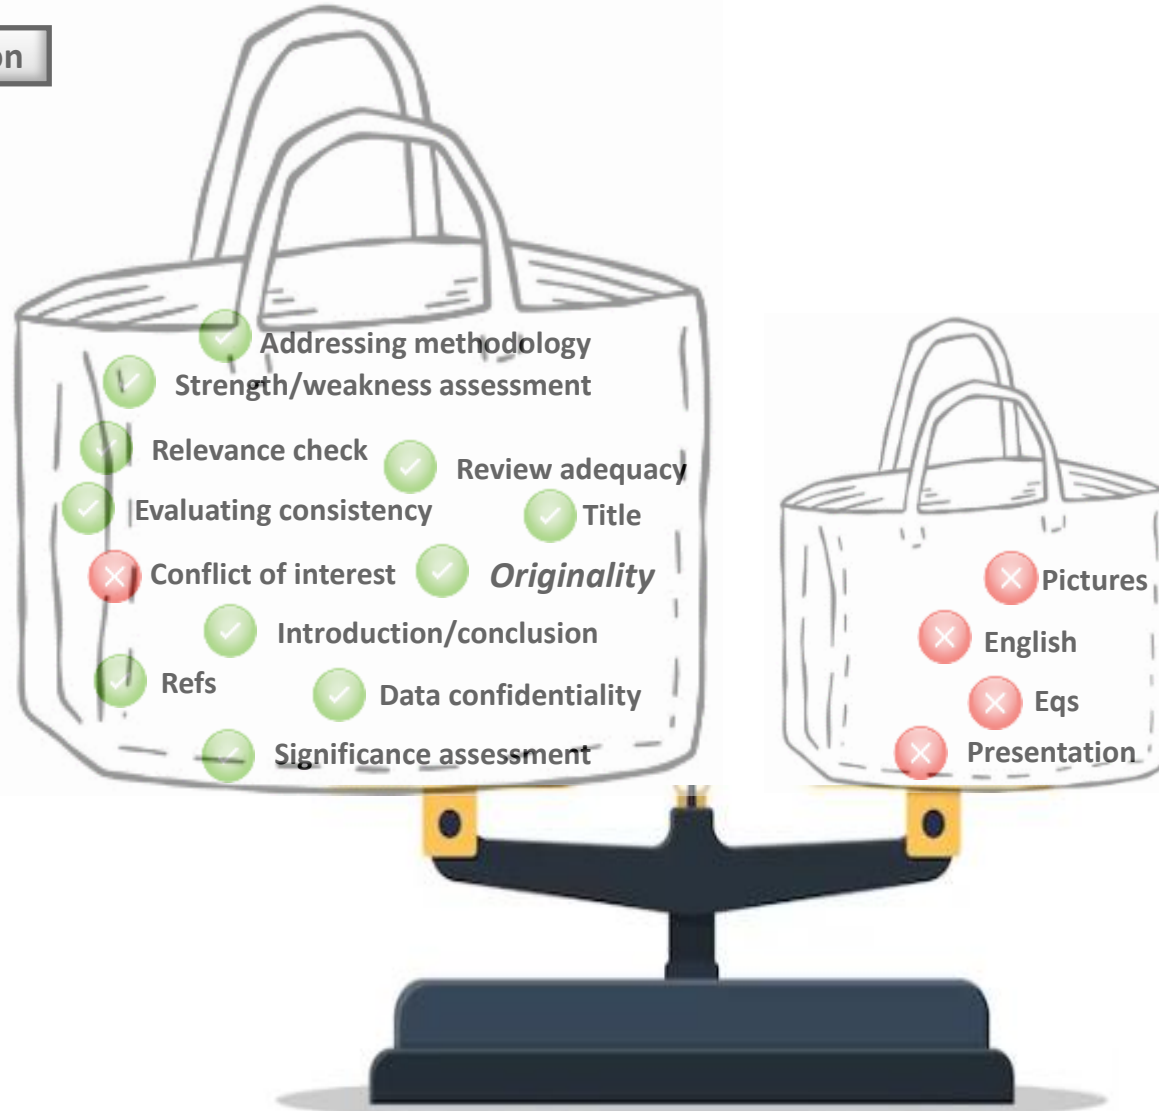 on
Addressing methodology
Strength/weakness assessment
Relevance check
Review adequacy
Evaluating consistency
Title
Conflict of interest
Originality
Introduction/conclusion
Refs
Data confidentiality
Significance assessment
Pictures
English
Eqs
Presentation